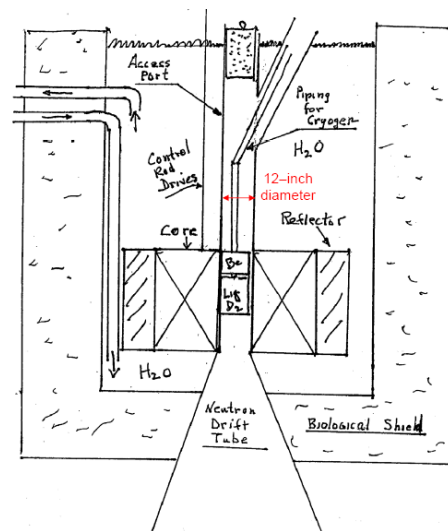 Access
Port
Piping
for
Cryogen
H2O
Control
Rod
Drives
12–inch
diameter
Reflector
Core
Be
Liq
D2
H2O
Neutron
Drift
Tube
Biological Shield